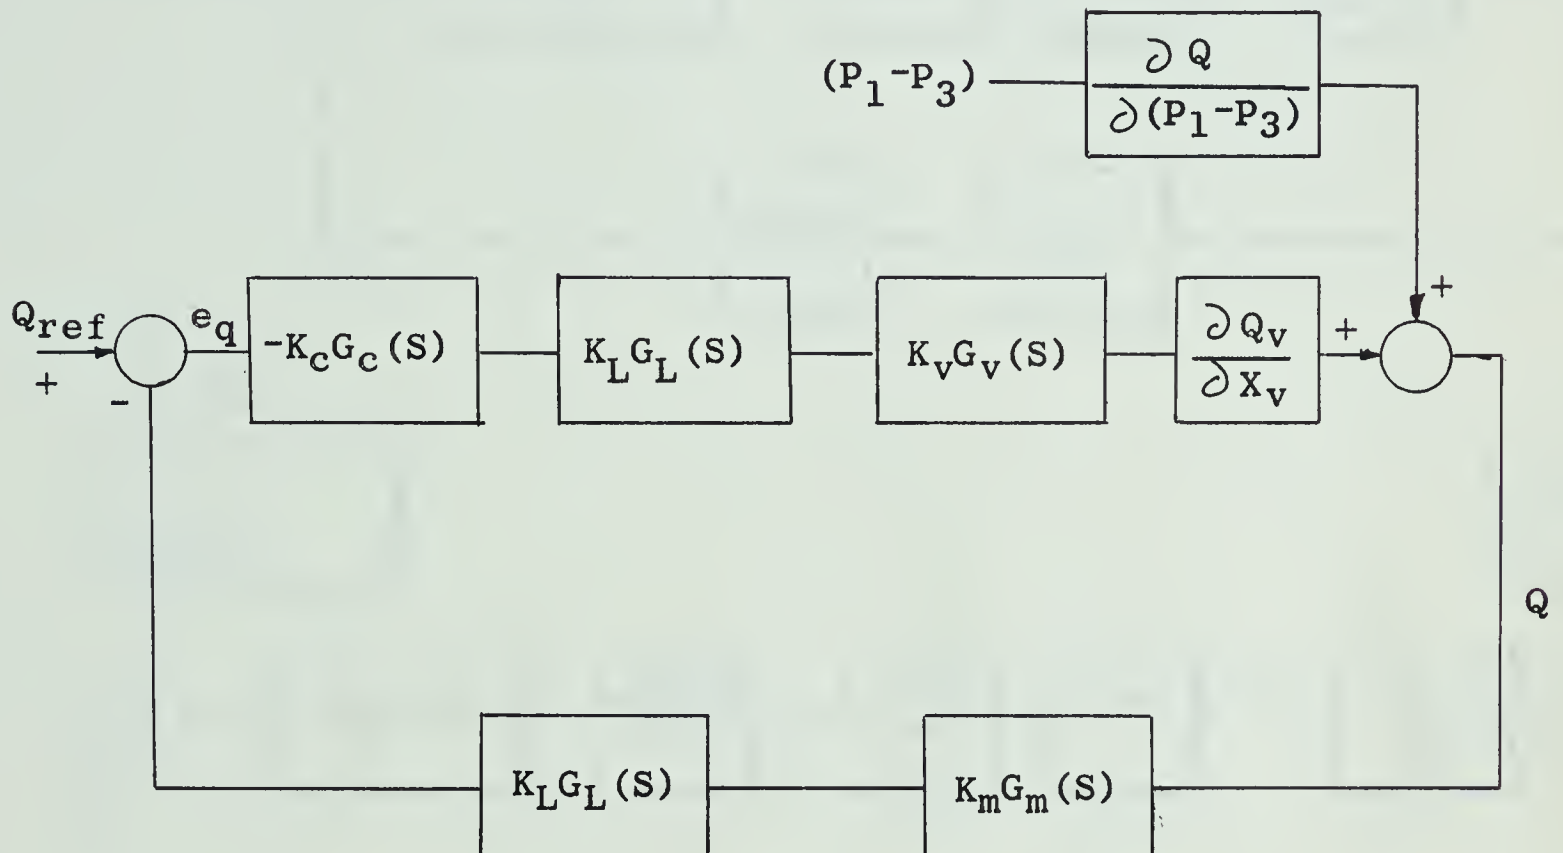 ∂Q
(P₁-P₃)
∂(P₁-P₃)
+
Qref
eq
-KcGc(S)
KLGL(S)
KvGv(S)
∂Qv
∂Xv
+
+
-
Q
KLGL(S)
KmGm(S)